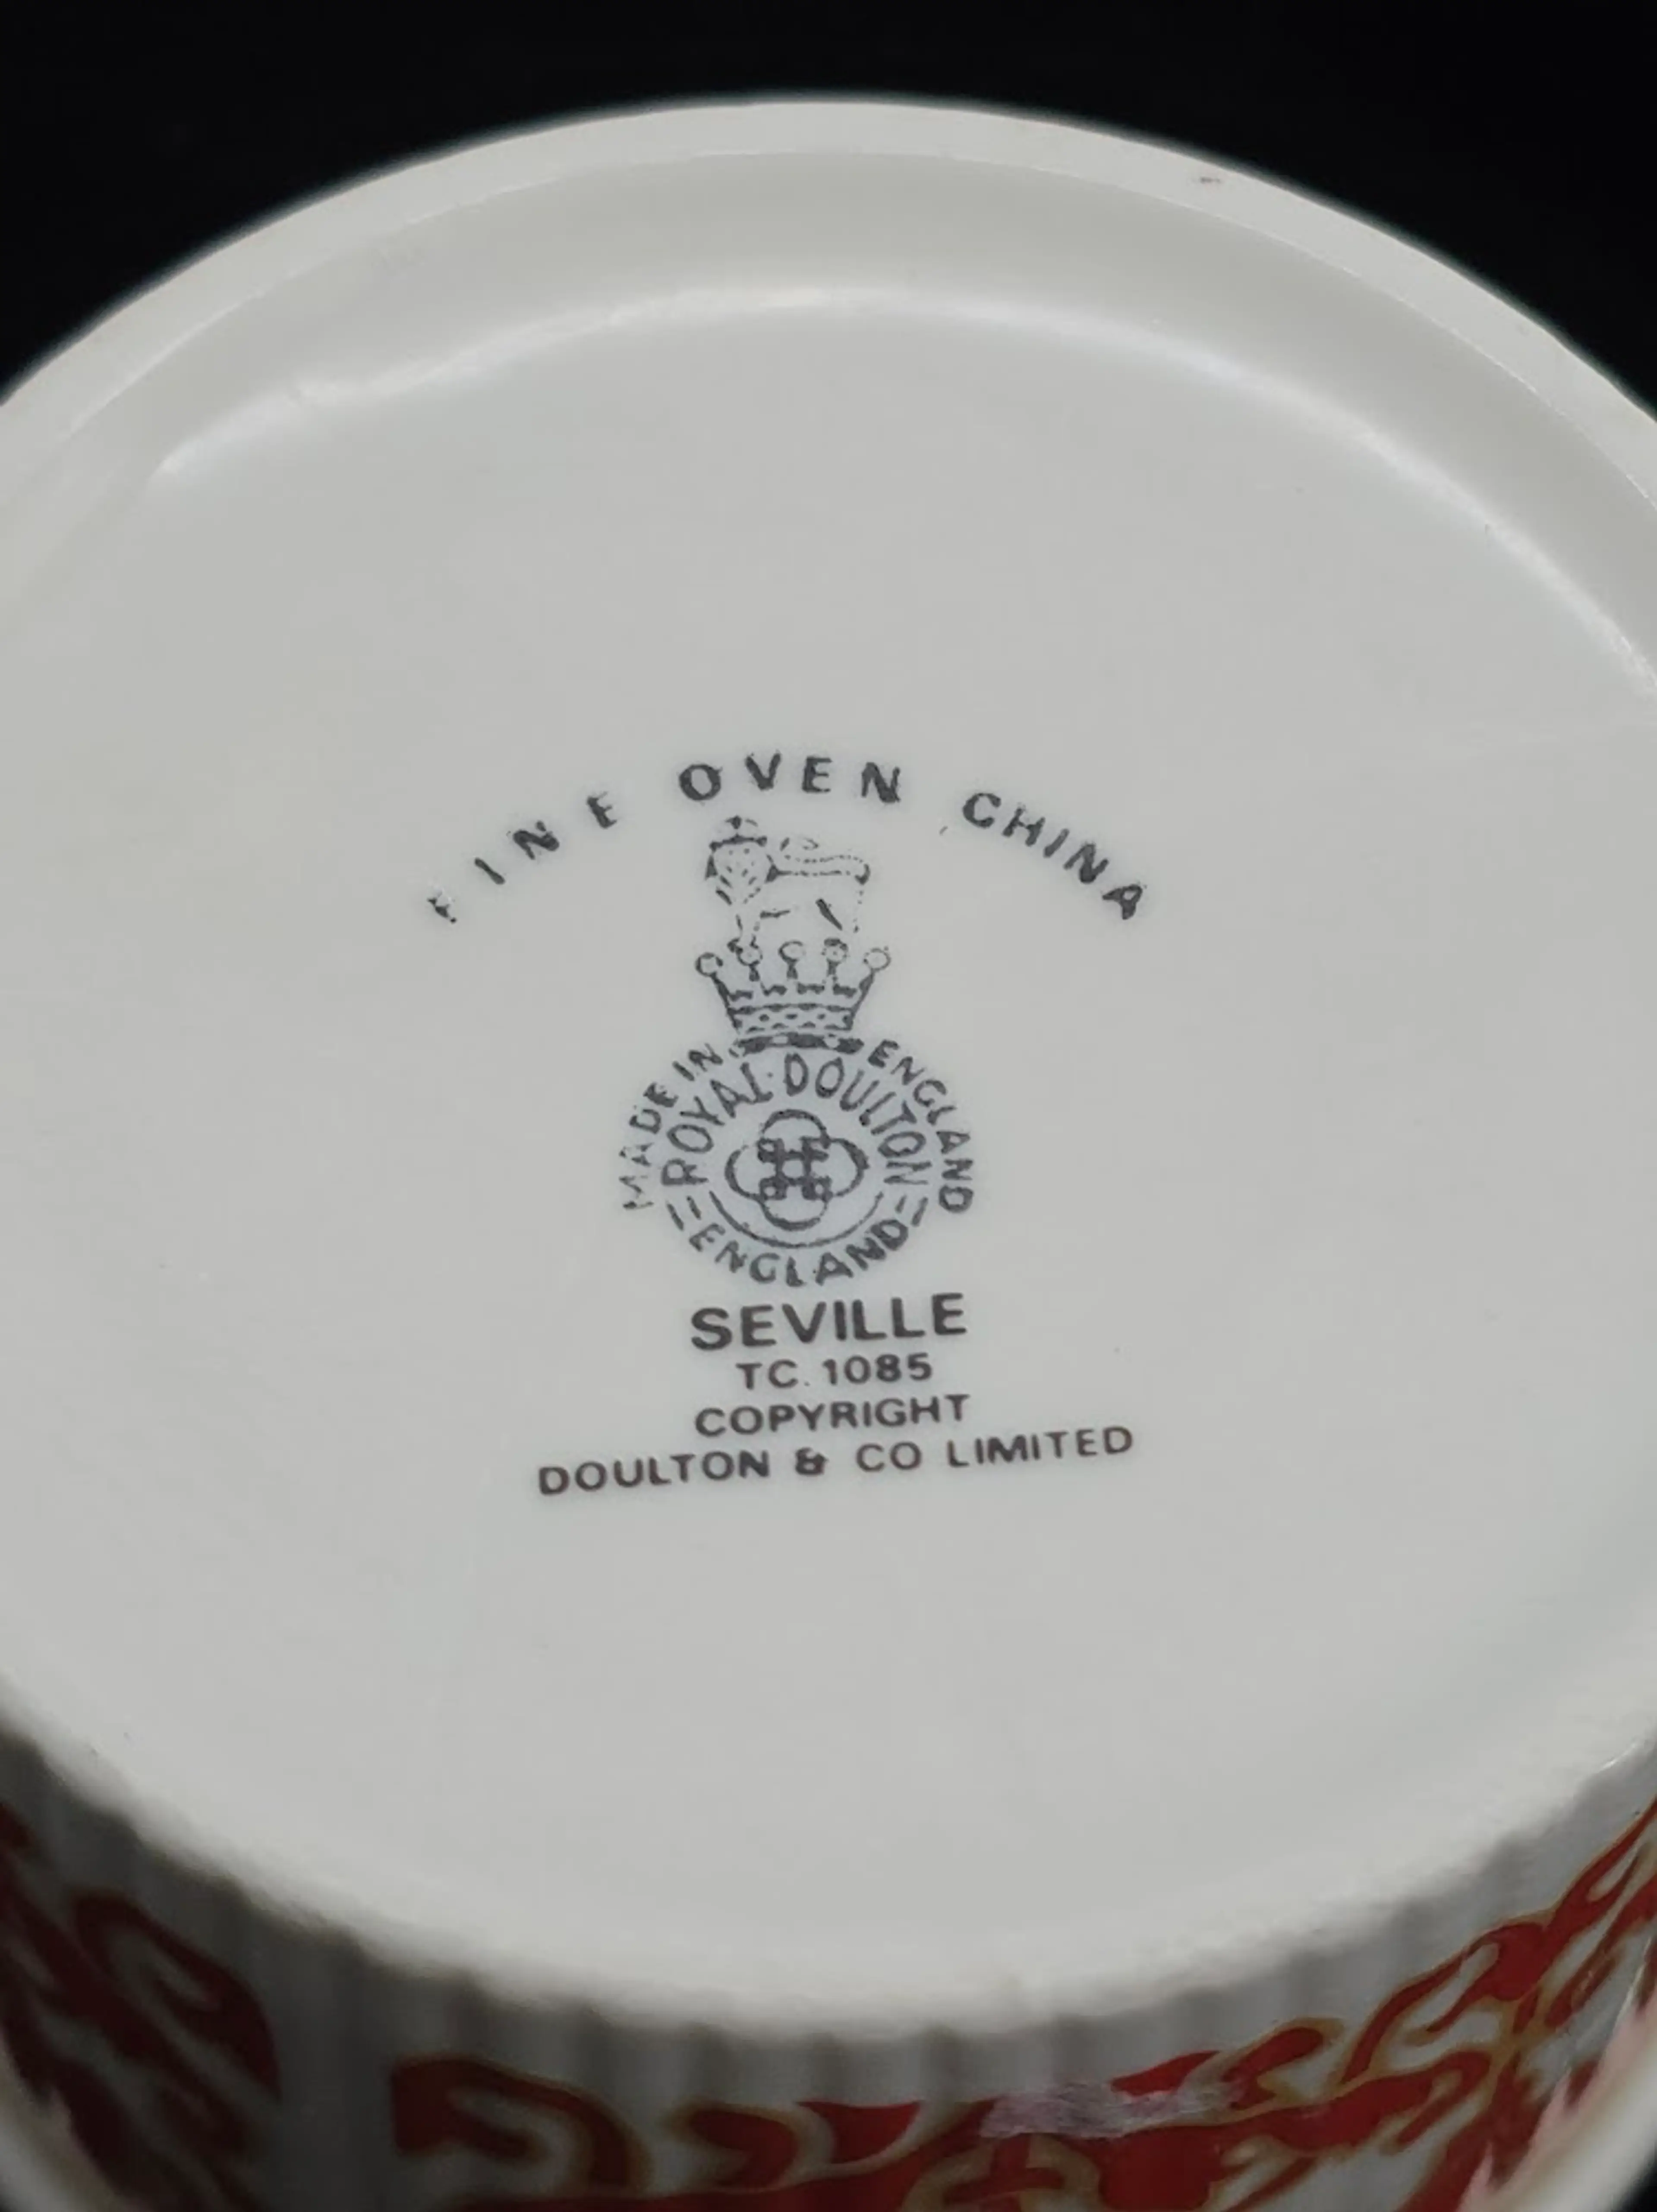 FINE OVEN CHINA
MADE IN ENGLAND
ROYAL DOULTON
ENGLAND
SEVILLE
TC. 1085
COPYRIGHT
DOULTON & CO LIMITED